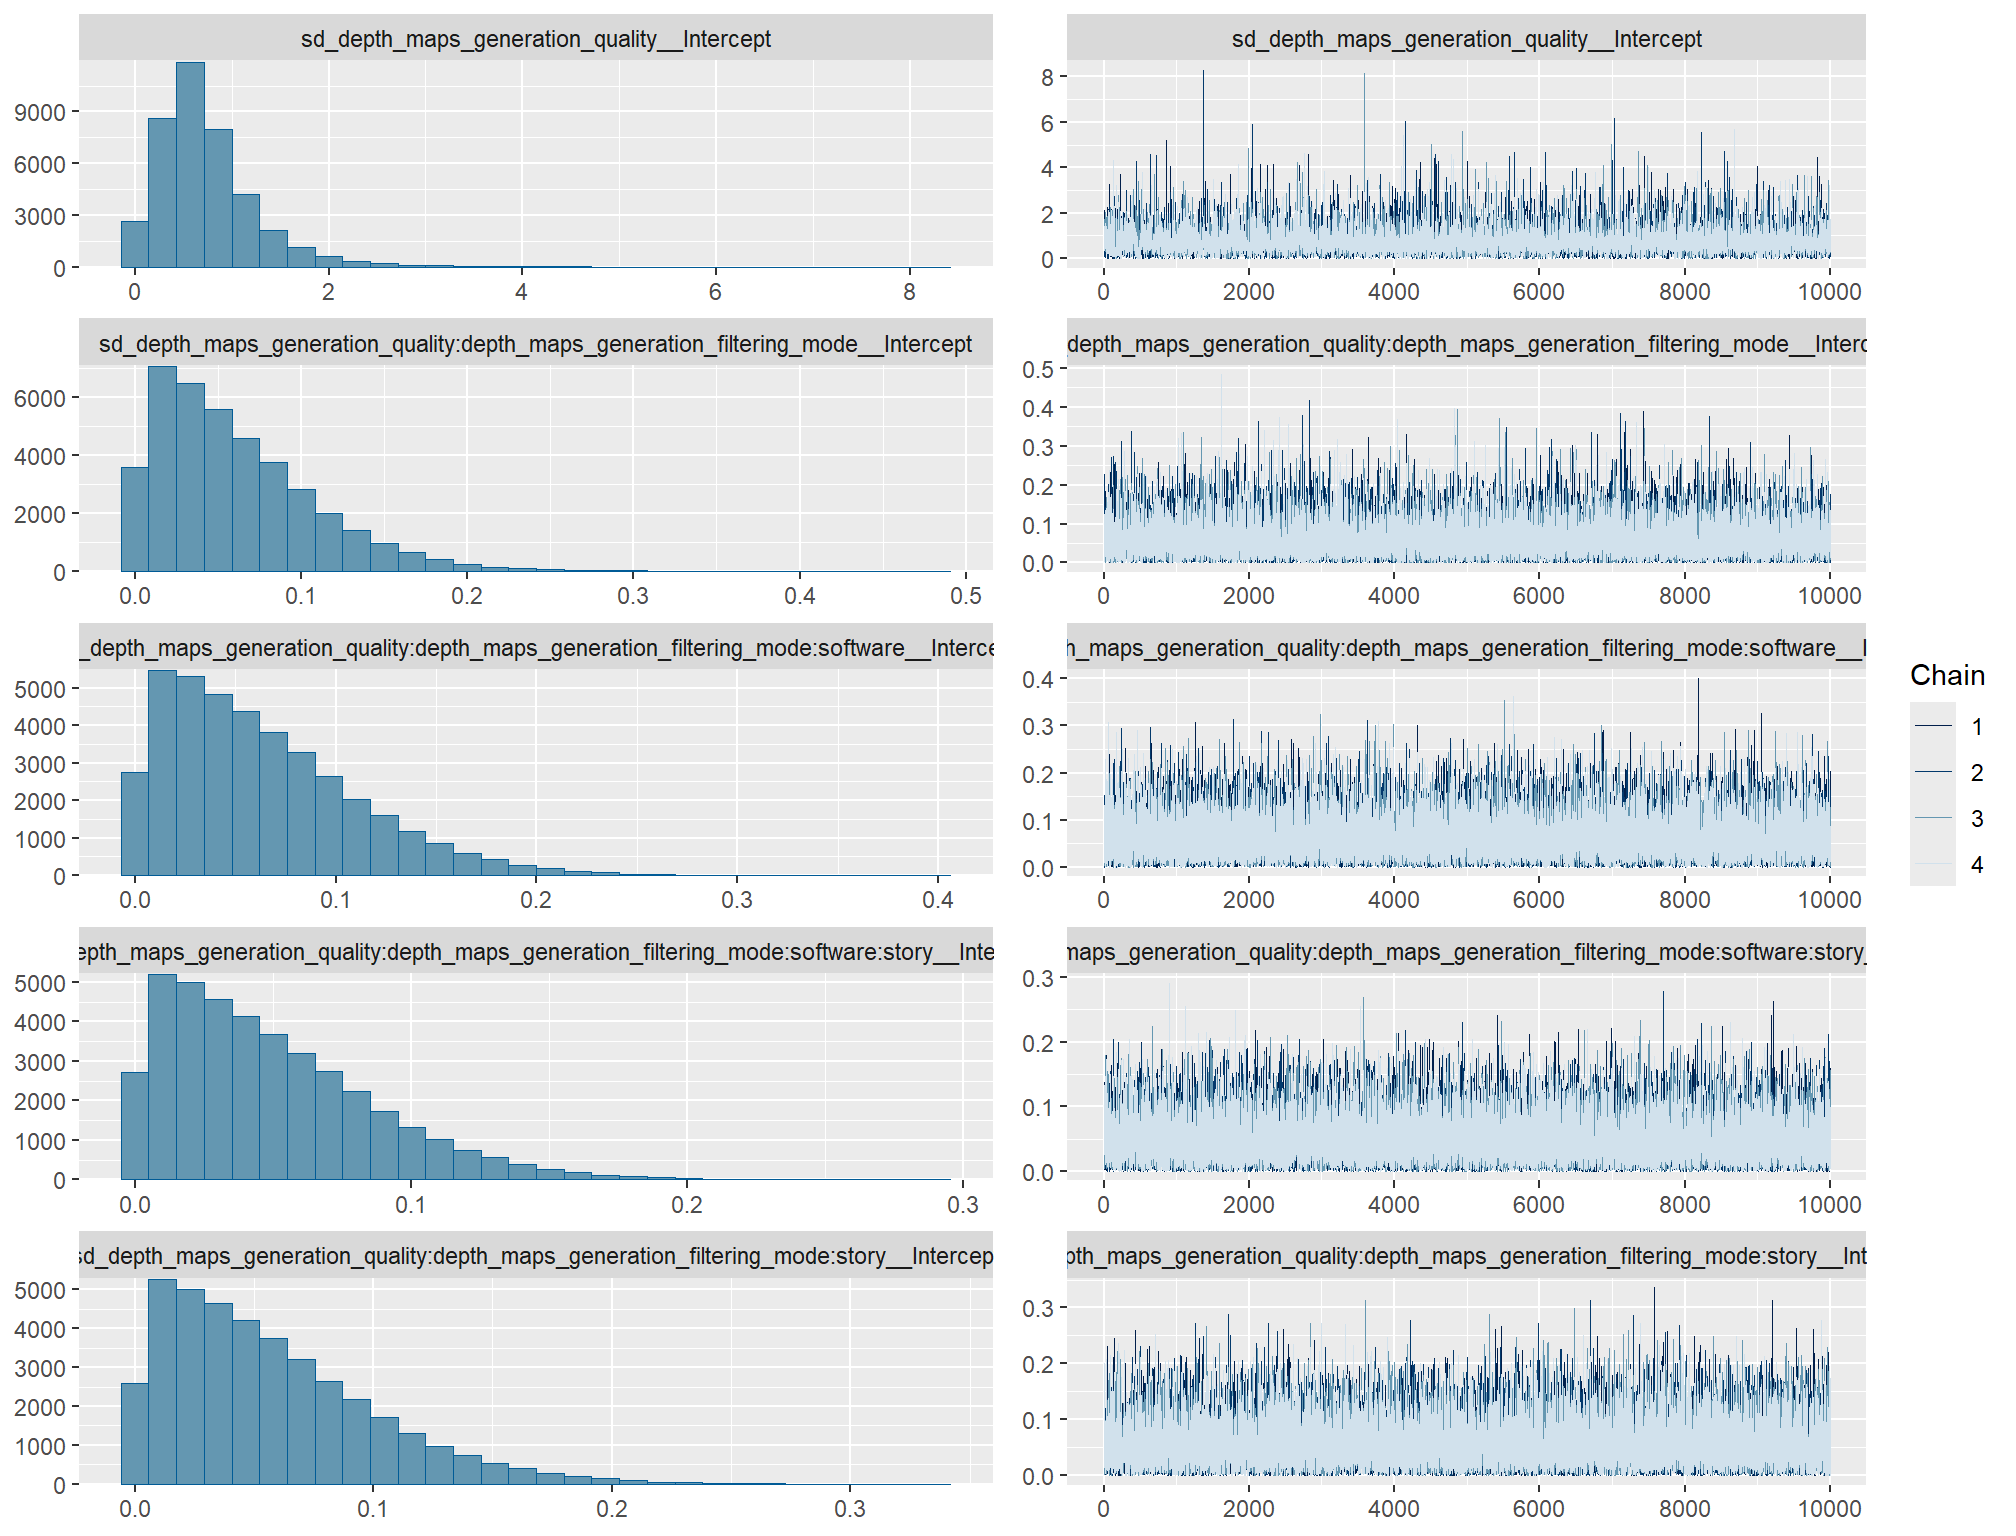 sd_depth_maps_generation_quality__Intercept
9000
6000
3000
0
0 2 4 6 8
sd_depth_maps_generation_quality__Intercept
8
6
4
2
0
0 2000 4000 6000 8000 10000
sd_depth_maps_generation_quality:depth_maps_generation_filtering_mode__Intercept
6000
4000
2000
0
0.0 0.1 0.2 0.3 0.4 0.5
_depth_maps_generation_quality:depth_maps_generation_filtering_mode__Interc
0.5
0.4
0.3
0.2
0.1
0.0
0 2000 4000 6000 8000 10000
_depth_maps_generation_quality:depth_maps_generation_filtering_mode:software__Interce
5000
4000
3000
2000
1000
0
0.0 0.1 0.2 0.3 0.4
h_maps_generation_quality:depth_maps_generation_filtering_mode:software__I
0.4
0.3
0.2
0.1
0.0
0 2000 4000 6000 8000 10000
epth_maps_generation_quality:depth_maps_generation_filtering_mode:software:story__Inte
5000
4000
3000
2000
1000
0
0.0 0.1 0.2 0.3
maps_generation_quality:depth_maps_generation_filtering_mode:software:story_
0.3
0.2
0.1
0.0
0 2000 4000 6000 8000 10000
sd_depth_maps_generation_quality:depth_maps_generation_filtering_mode:story__Intercep
5000
4000
3000
2000
1000
0
0.0 0.1 0.2 0.3
pth_maps_generation_quality:depth_maps_generation_filtering_mode:story__Int
0.3
0.2
0.1
0.0
0 2000 4000 6000 8000 10000
Chain
1
2
3
4